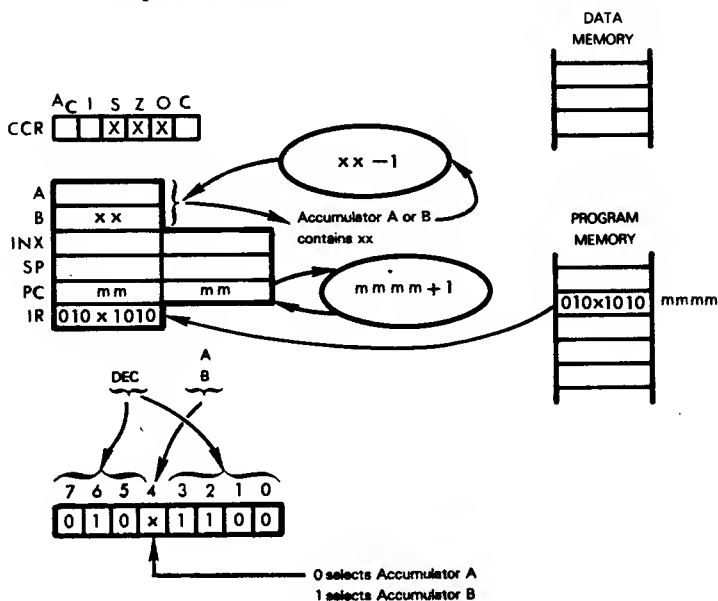 DATA
MEMORY
AC I S Z O C
CCR X X X
xx − 1
A
B xx
Accumulator A or B
contains xx
INX
SP
PC mm mm
mmmm + 1
IR 010 x 1010
PROGRAM
MEMORY
010x1010 mmmm
DEC
A
B
7 6 5 4 3 2 1 0
0 1 0 x 1 1 0 0
0 selects Accumulator A
1 selects Accumulator B